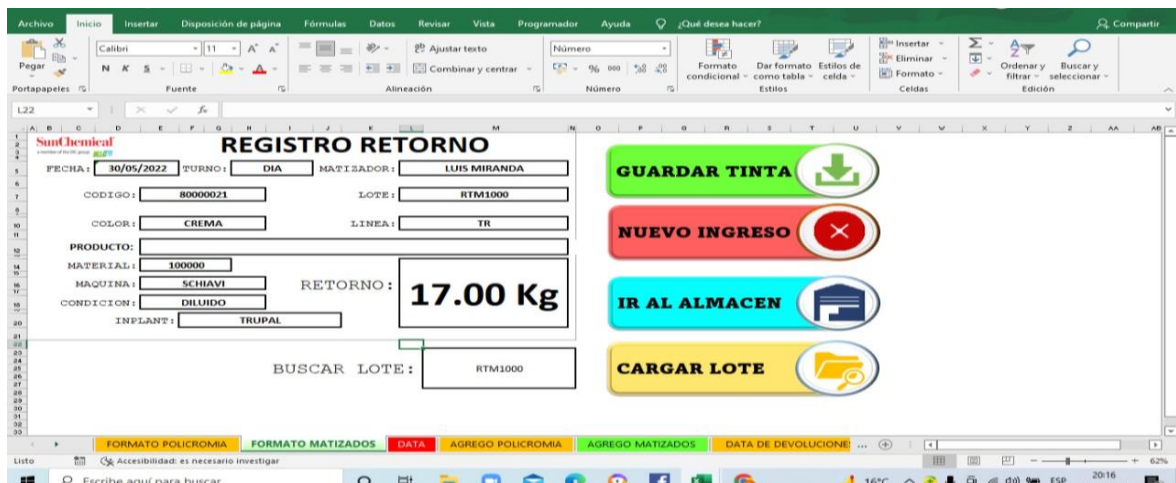 Archivo Inicio Insertar Disposición de página Fórmulas Datos Revisar Vista Programador Ayuda ¿Qué desea hacer? Compartir
Calibri 11 Ajustar texto Número Insertar
Pegar N K S Combinar y centrar % 000 Formato condicional Dar formato como tabla Estilos de celda Eliminar Formato Ordenar y filtrar Buscar y seleccionar
Portapapeles Fuente Alineación Número Estilos Celdas Edición
L22 fx
A B C D E F G H I J K L M N O P Q R S T U V W X Y Z AA AB
SunChemical REGISTRO RETORNO
FECHA: 30/05/2022 TURNO: DIA MATIZADOR: LUIS MIRANDA
GUARDAR TINTA
CODIGO: 80000021 LOTE: RTM1000
COLOR: CREMA LINEA: TR
NUEVO INGRESO
PRODUCTO:
MATERIAL: 100000
MAQUINA: SCHIAVI RETORNO: 17.00 Kg
CONDICION: DILUIDO
IR AL ALMACEN
INPLANT: TRUPAL
BUSCAR LOTE: RTM1000
CARGAR LOTE
FORMATO POLICROMIA FORMATO MATIZADOS DATA AGREGO POLICROMIA AGREGO MATIZADOS DATA DE DEVOLUCIONE ...
Listo Accesibilidad: es necesario investigar 62%
Escribe aquí para buscar 16°C ESP 20:16